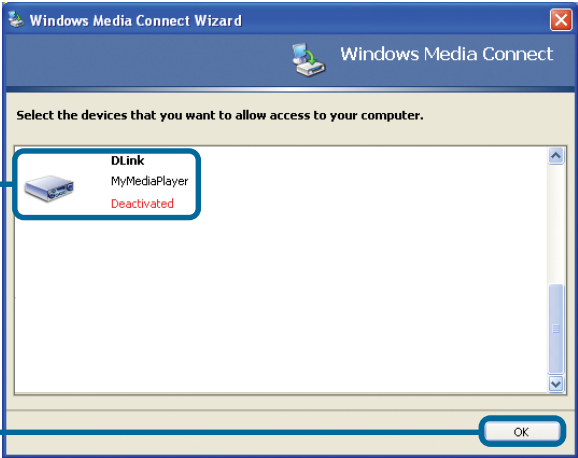 Windows Media Connect Wizard
Windows Media Connect
Select the devices that you want to allow access to your computer.
DLink
MyMediaPlayer
Deactivated
OK